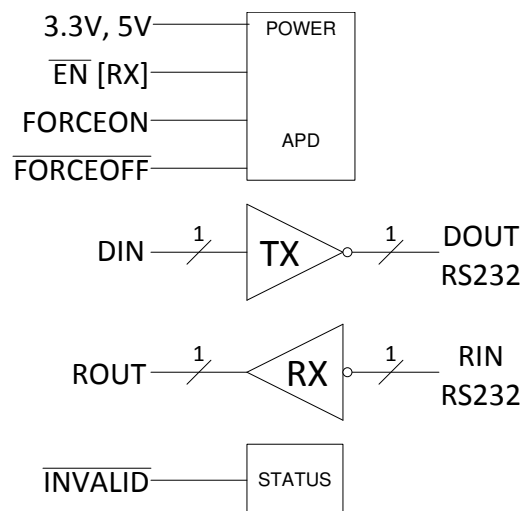 3.3V, 5V
POWER
EN [RX]
FORCEON
APD
FORCEOFF
DIN
1
TX
1
DOUT
RS232
ROUT
1
RX
1
RIN
RS232
INVALID
STATUS